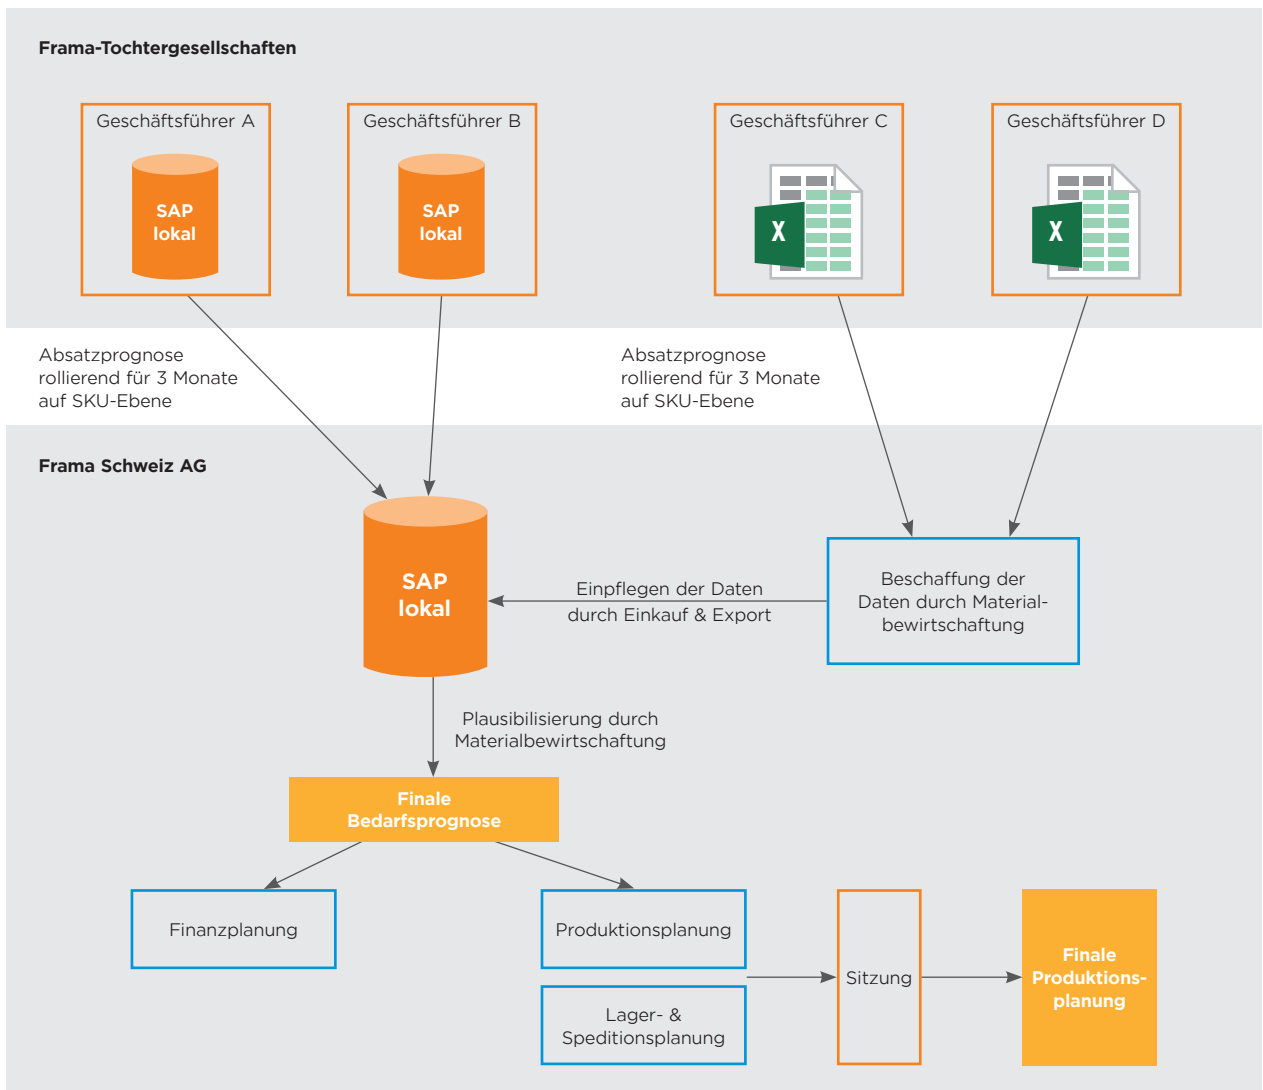 Frama-Tochtergesellschaften
Geschäftsführer A
SAP
lokal
Geschäftsführer B
SAP
lokal
Geschäftsführer C
X
Geschäftsführer D
X
Absatzprognose
rollierend für 3 Monate
auf SKU-Ebene
Absatzprognose
rollierend für 3 Monate
auf SKU-Ebene
Frama Schweiz AG
SAP
lokal
Einpflegen der Daten
durch Einkauf & Export
Beschaffung der
Daten durch Material-
bewirtschaftung
Plausibilisierung durch
Materialbewirtschaftung
Finale
Bedarfsprognose
Finanzplanung
Produktionsplanung
Lager- &
Speditionsplanung
Sitzung
Finale
Produktions-
planung